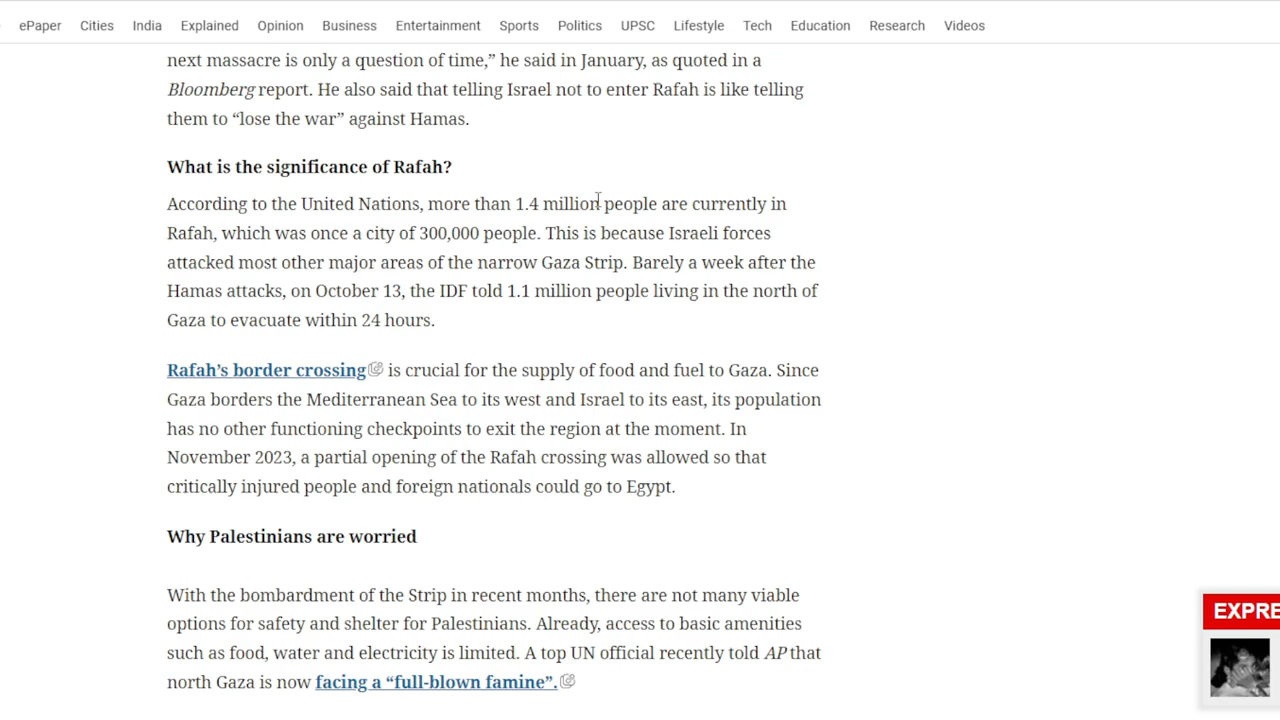 ePaper Cities India Explained Opinion Business Entertainment Sports Politics UPSC Lifestyle Tech Education Research Videos
next massacre is only a question of time,” he said in January, as quoted in a
Bloomberg report. He also said that telling Israel not to enter Rafah is like telling
them to “lose the war” against Hamas.
What is the significance of Rafah?
According to the United Nations, more than 1.4 million people are currently in
Rafah, which was once a city of 300,000 people. This is because Israeli forces
attacked most other major areas of the narrow Gaza Strip. Barely a week after the
Hamas attacks, on October 13, the IDF told 1.1 million people living in the north of
Gaza to evacuate within 24 hours.
Rafah’s border crossing is crucial for the supply of food and fuel to Gaza. Since
Gaza borders the Mediterranean Sea to its west and Israel to its east, its population
has no other functioning checkpoints to exit the region at the moment. In
November 2023, a partial opening of the Rafah crossing was allowed so that
critically injured people and foreign nationals could go to Egypt.
Why Palestinians are worried
With the bombardment of the Strip in recent months, there are not many viable
options for safety and shelter for Palestinians. Already, access to basic amenities
such as food, water and electricity is limited. A top UN official recently told AP that
north Gaza is now facing a “full-blown famine”.
EXPRE